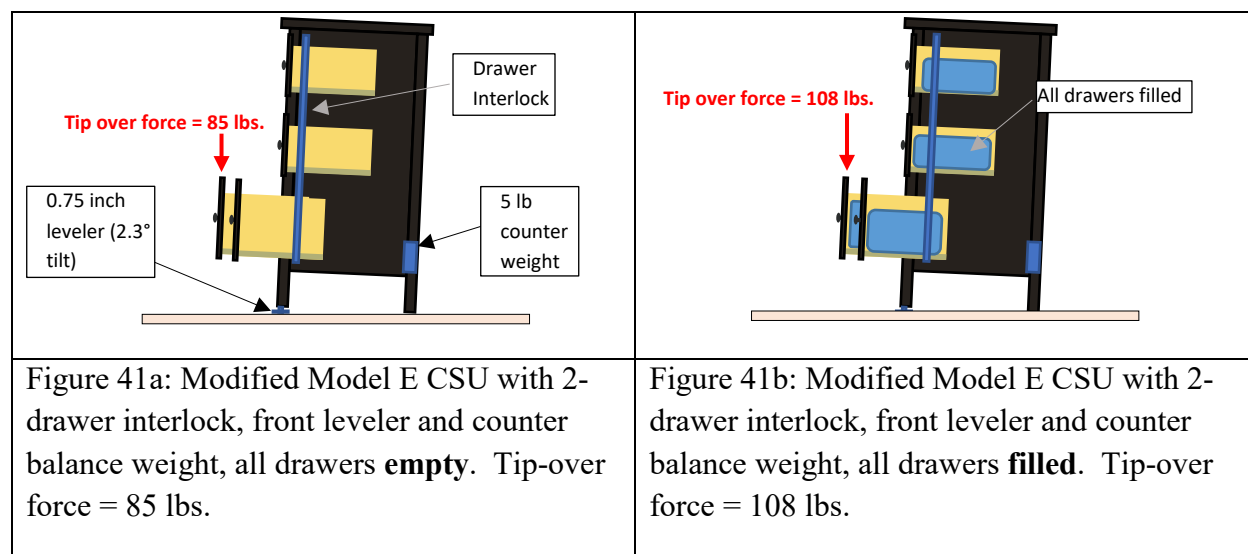 Drawer
Interlock
Tip over force = 85 lbs.
0.75 inch
leveler (2.3°
tilt)
5 lb
counter
weight
Tip over force = 108 lbs.
All drawers filled
Figure 41a: Modified Model E CSU with 2-
drawer interlock, front leveler and counter
balance weight, all drawers empty.  Tip-over
force = 85 lbs.
Figure 41b: Modified Model E CSU with 2-
drawer interlock, front leveler and counter
balance weight, all drawers filled.  Tip-over
force = 108 lbs.